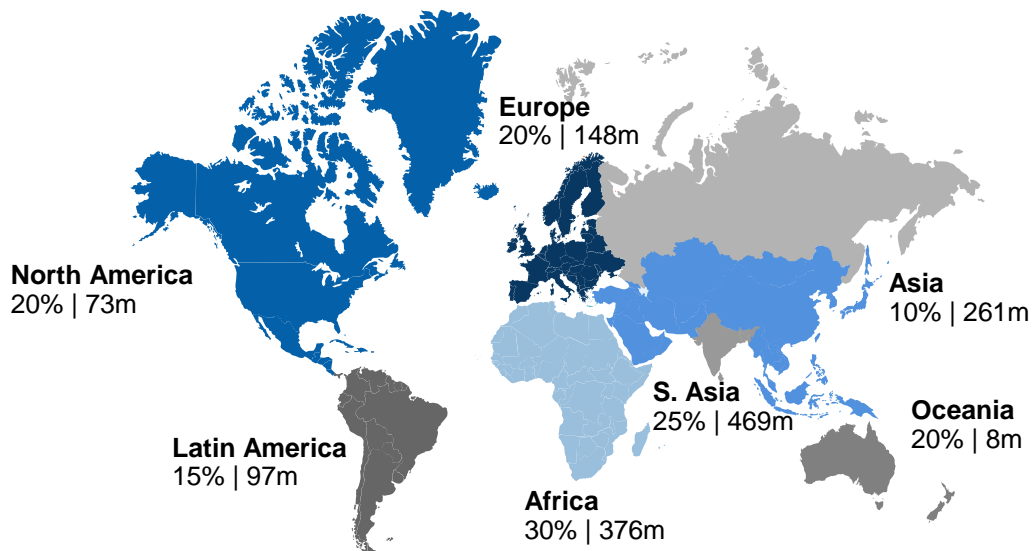 Europe
20% | 148m
North America
20% | 73m
Asia
10% | 261m
S. Asia
25% | 469m
Oceania
20% | 8m
Latin America
15% | 97m
Africa
30% | 376m